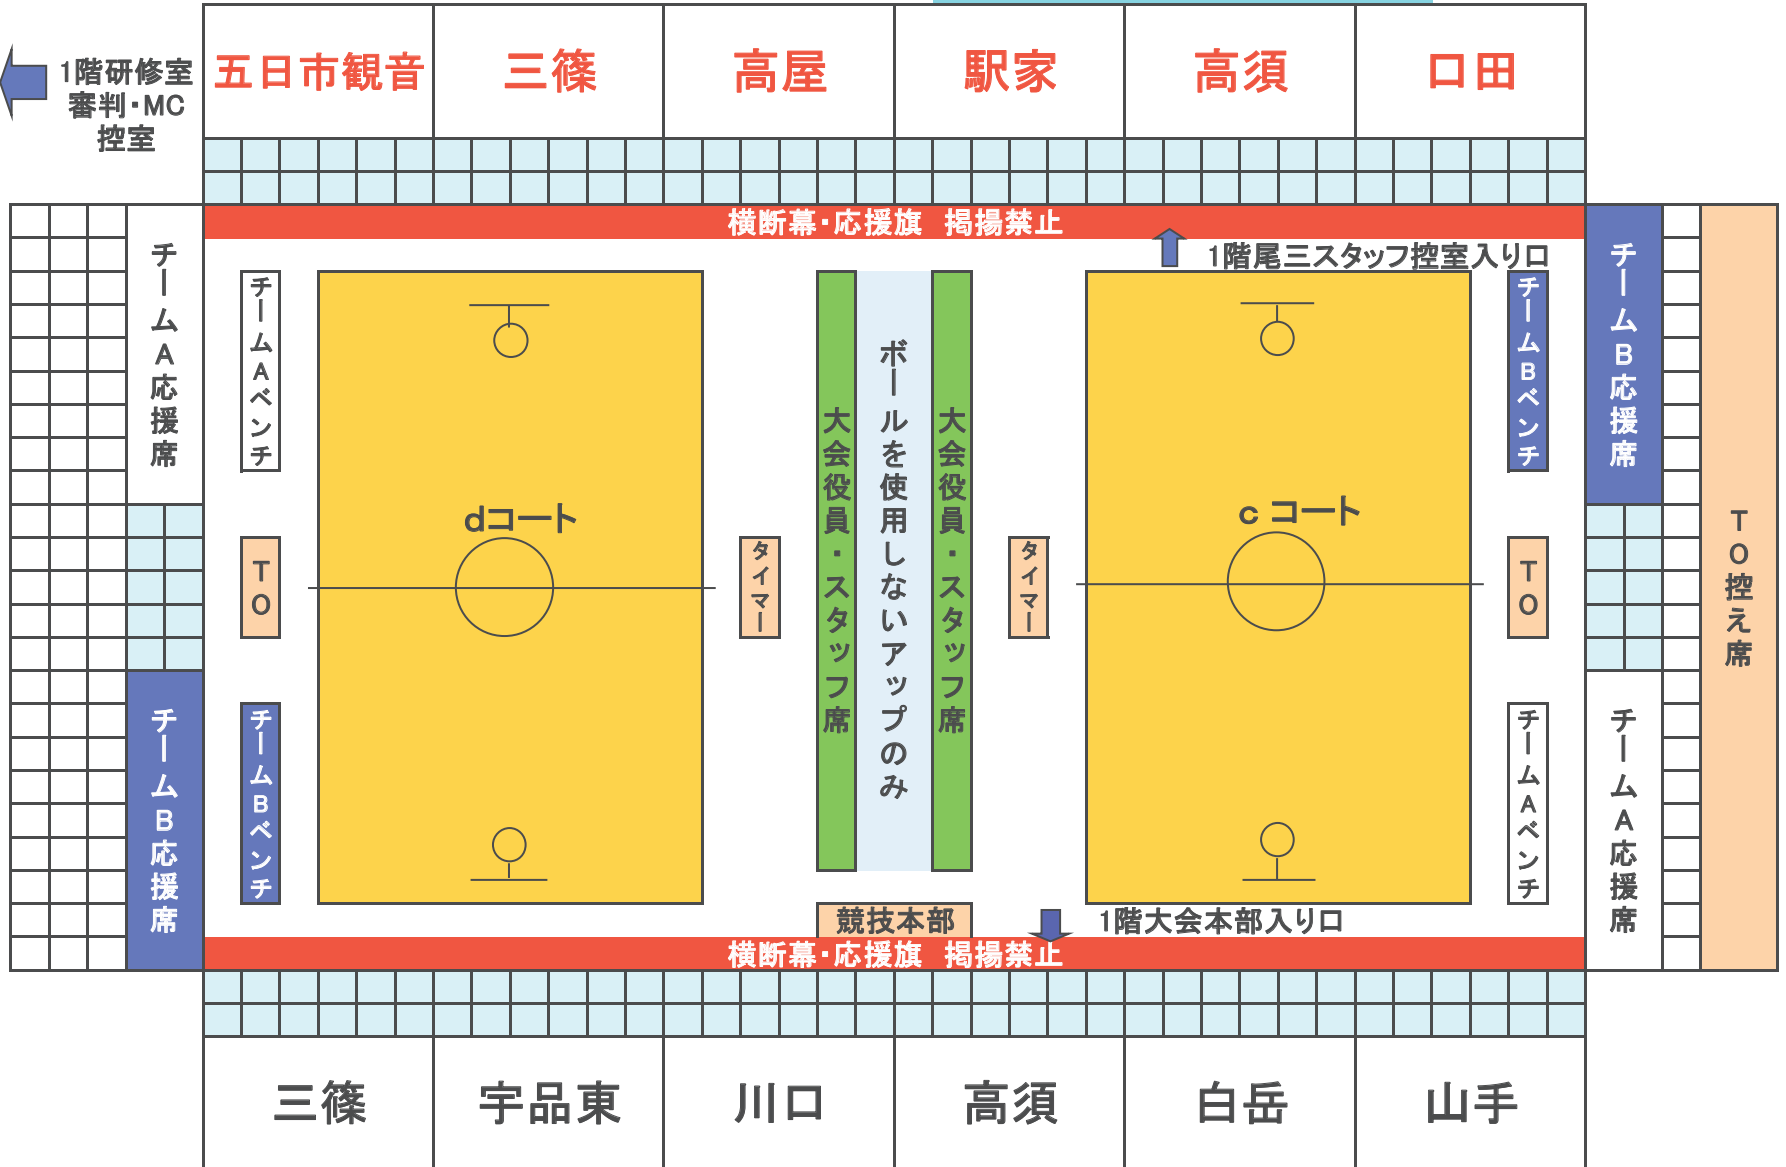 五日市観音
三篠
高屋
駅家
高須
口田
1階研修室
審判・MC
控室
横断幕・応援旗 掲揚禁止
1階尾三スタッフ控室入り口
チームA応援席
チームAベンチ
チームBベンチ
チームB応援席
dコート
c コート
TO
タイマー
大会役員・スタッフ席
ボールを使用しないアップのみ
大会役員・スタッフ席
タイマー
TO
TO控え席
チームB応援席
チームBベンチ
チームAベンチ
チームA応援席
競技本部
1階大会本部入り口
横断幕・応援旗 掲揚禁止
三篠
宇品東
川口
高須
白岳
山手